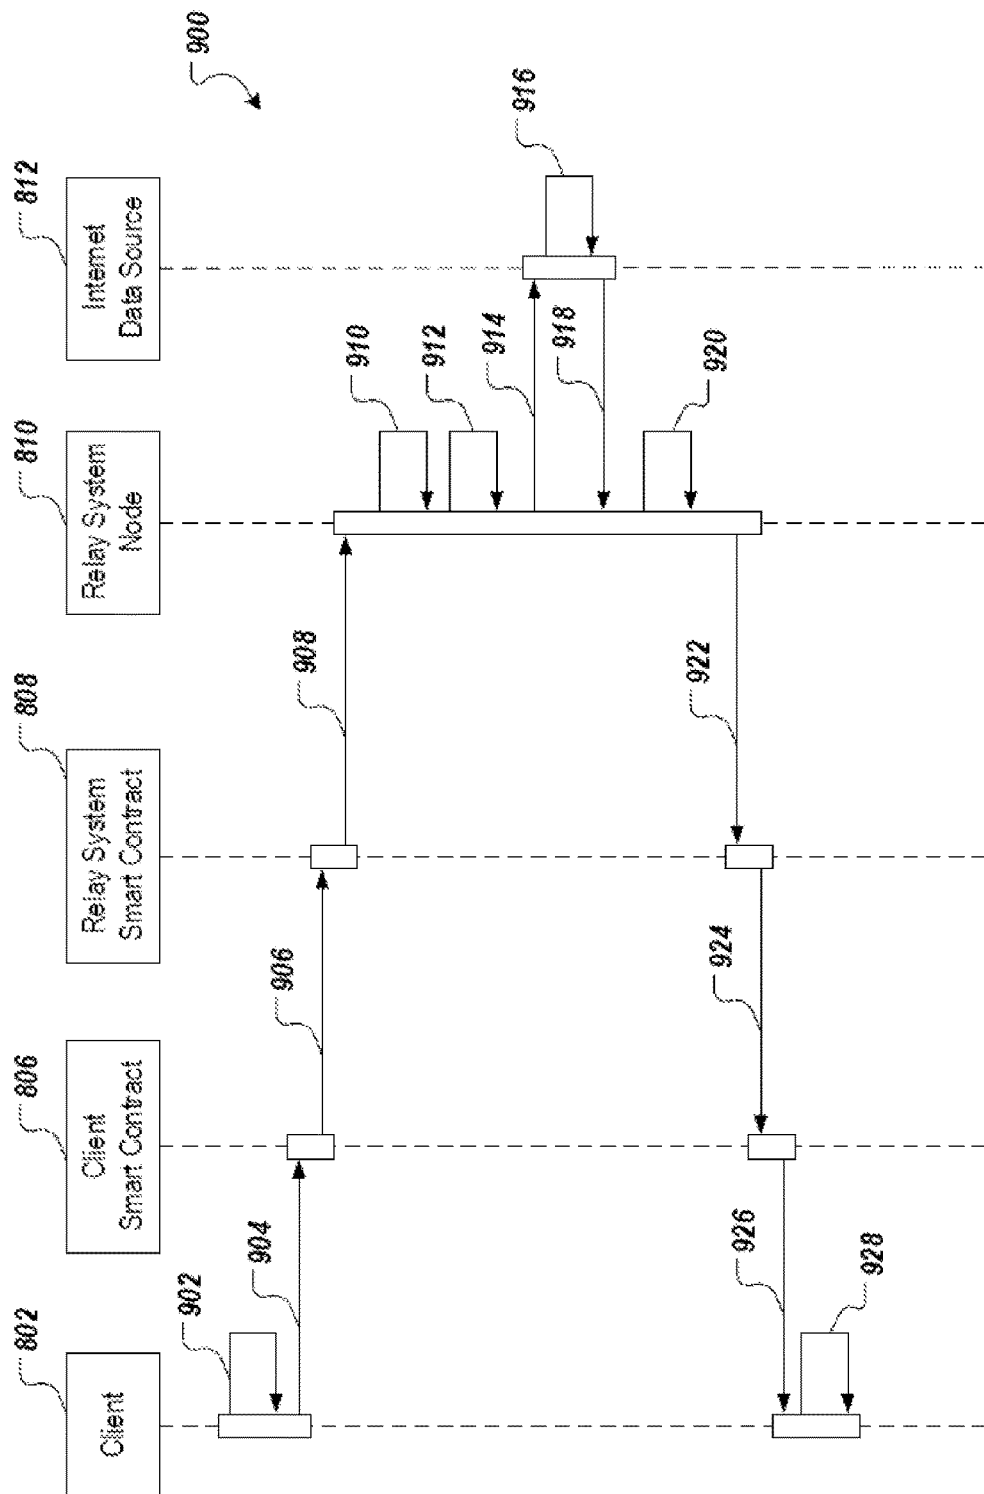 900
802
806
808
810
812
Client
Client
Smart Contract
Relay System
Smart Contract
Relay System
Node
Internet
Data Source
902
904
906
908
910
912
914
916
918
920
922
924
926
928